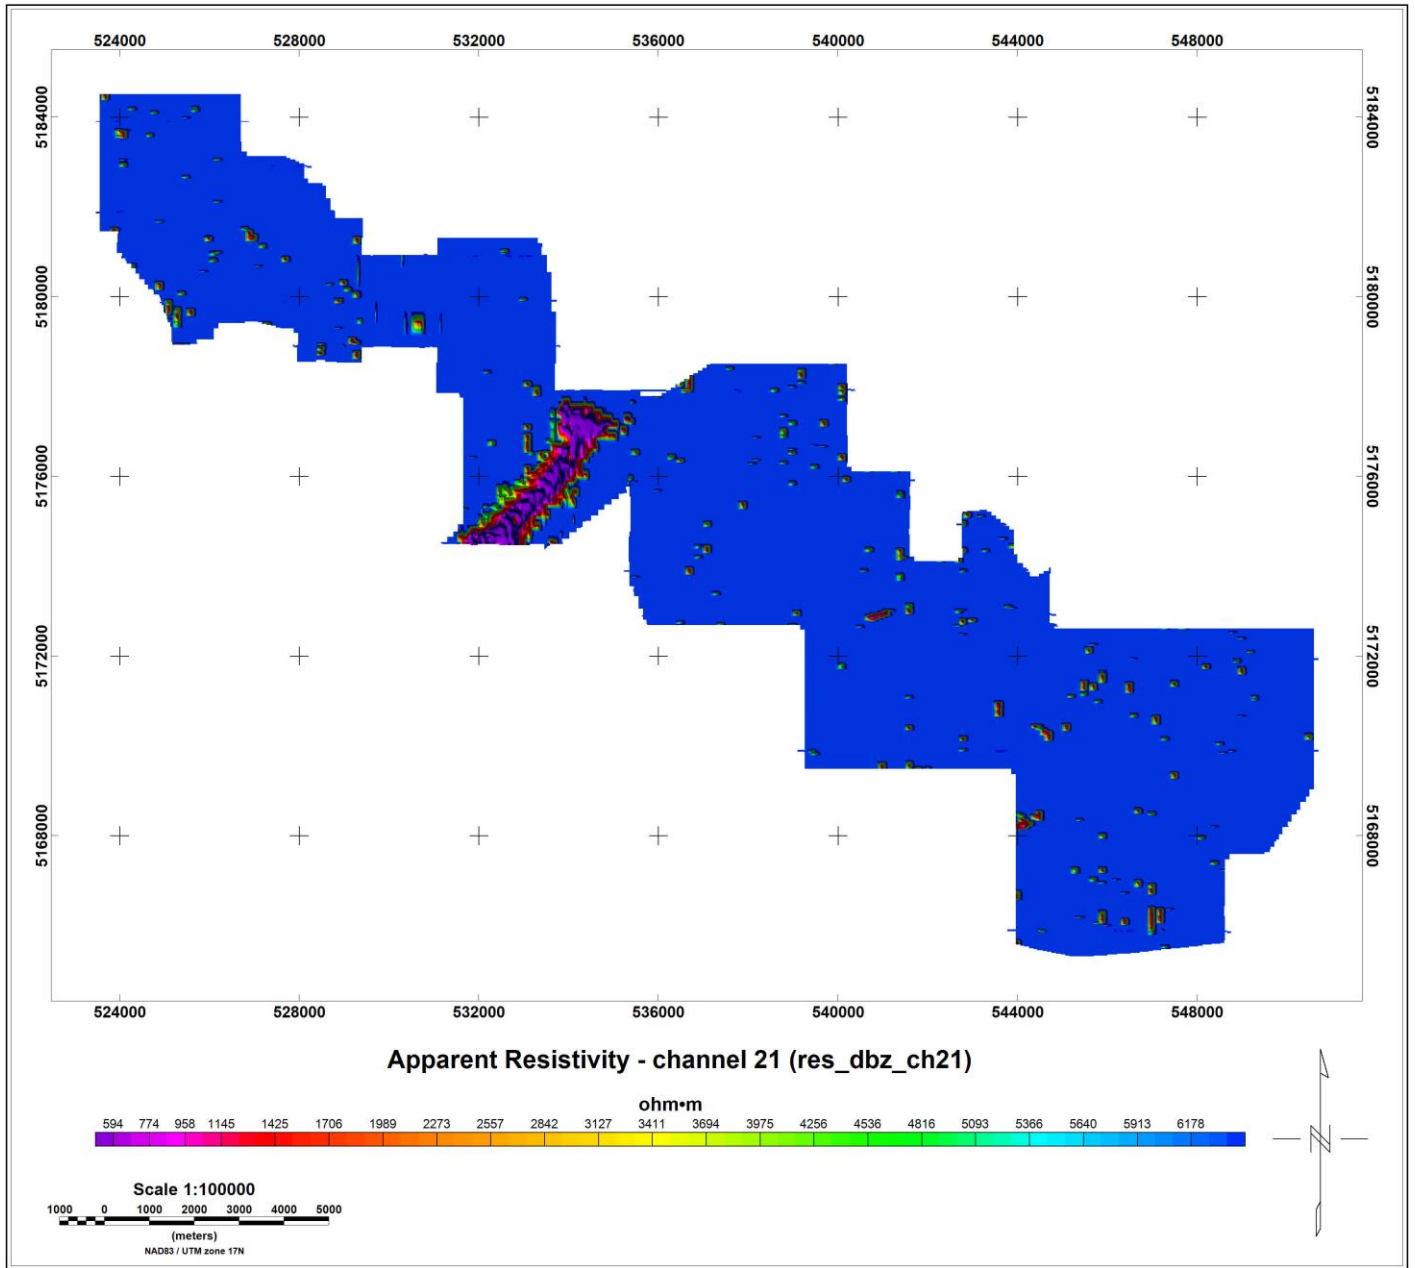 524000 528000 532000 536000 540000 544000 548000
5184000 5184000
5180000 5180000
5176000 5176000
5172000 5172000
5168000 5168000
524000 528000 532000 536000 540000 544000 548000
Apparent Resistivity - channel 21 (res_dbz_ch21)
ohm•m
594 774 958 1145 1425 1706 1989 2273 2557 2842 3127 3411 3694 3975 4256 4536 4816 5093 5366 5640 5913 6178
N
Scale 1:100000
1000 0 1000 2000 3000 4000 5000
(meters)
NAD83 / UTM zone 17N